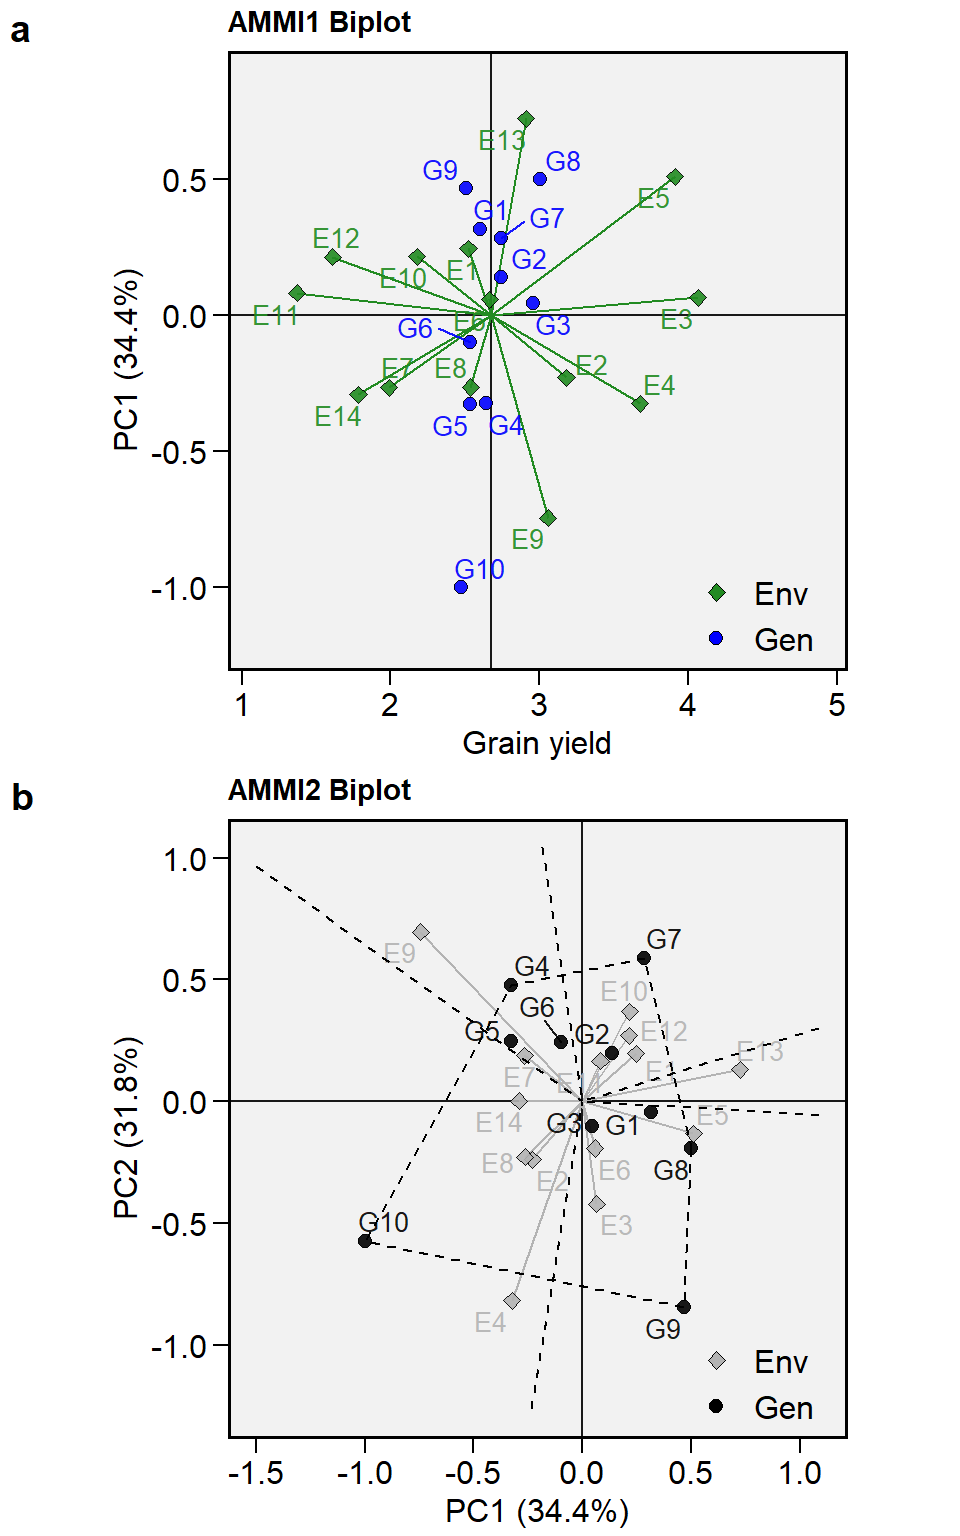 a
AMMI1 Biplot
E13
G9
G8
E5
G1
G7
E12
E10
E1
G2
E11
E6
G6
G3
E3
E7
E8
E2
E4
E14
G5
G4
E9
G10
Env
Gen
0.5
0.0
-0.5
-1.0
PC1 (34.4%)
1 2 3 4 5
Grain yield
b
AMMI2 Biplot
E9
G4
G7
G6
E10
G5
G2
E12
E13
E7
E1
E14
G3
G1
E5
E8
E2
E6
G8
G10
E3
E4
G9
Env
Gen
1.0
0.5
0.0
-0.5
-1.0
PC2 (31.8%)
-1.5 -1.0 -0.5 0.0 0.5 1.0
PC1 (34.4%)